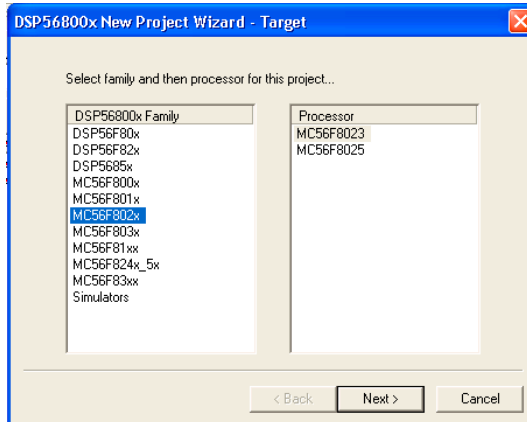 DSP56800x New Project Wizard - Target
Select family and then processor for this project...
DSP56800x Family
DSP56F80x
DSP56F82x
DSP5685x
MC56F800x
MC56F801x
MC56F802x
MC56F803x
MC56F81xx
MC56F824x_5x
MC56F83xx
Simulators
Processor
MC56F8023
MC56F8025
< Back
Next >
Cancel